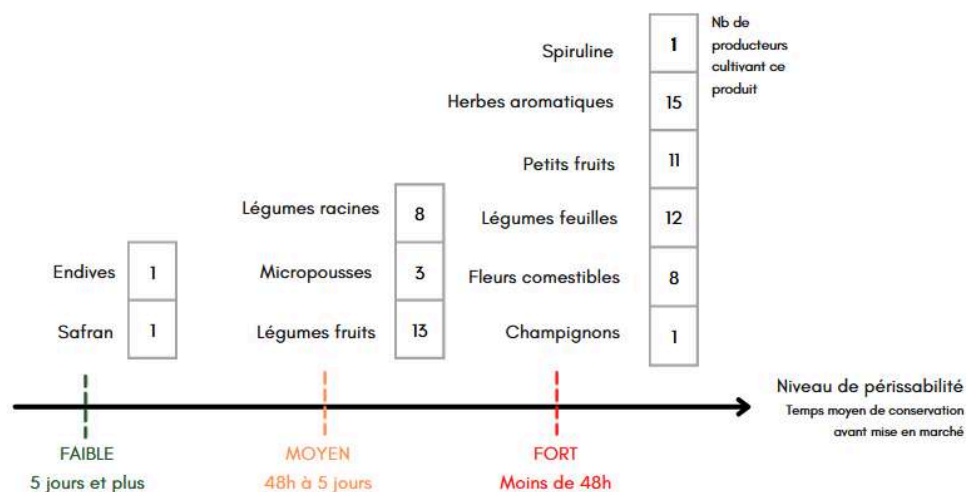 Spiruline
1
Nb de
producteurs
cultivant ce
produit
Herbes aromatiques
15
Petits fruits
11
Légumes racines
8
Légumes feuilles
12
Endives
1
Micropousses
3
Fleurs comestibles
8
Safran
1
Légumes fruits
13
Champignons
1
Niveau de périssabilité
Temps moyen de conservation
avant mise en marché
FAIBLE
5 jours et plus
MOYEN
48h à 5 jours
FORT
Moins de 48h